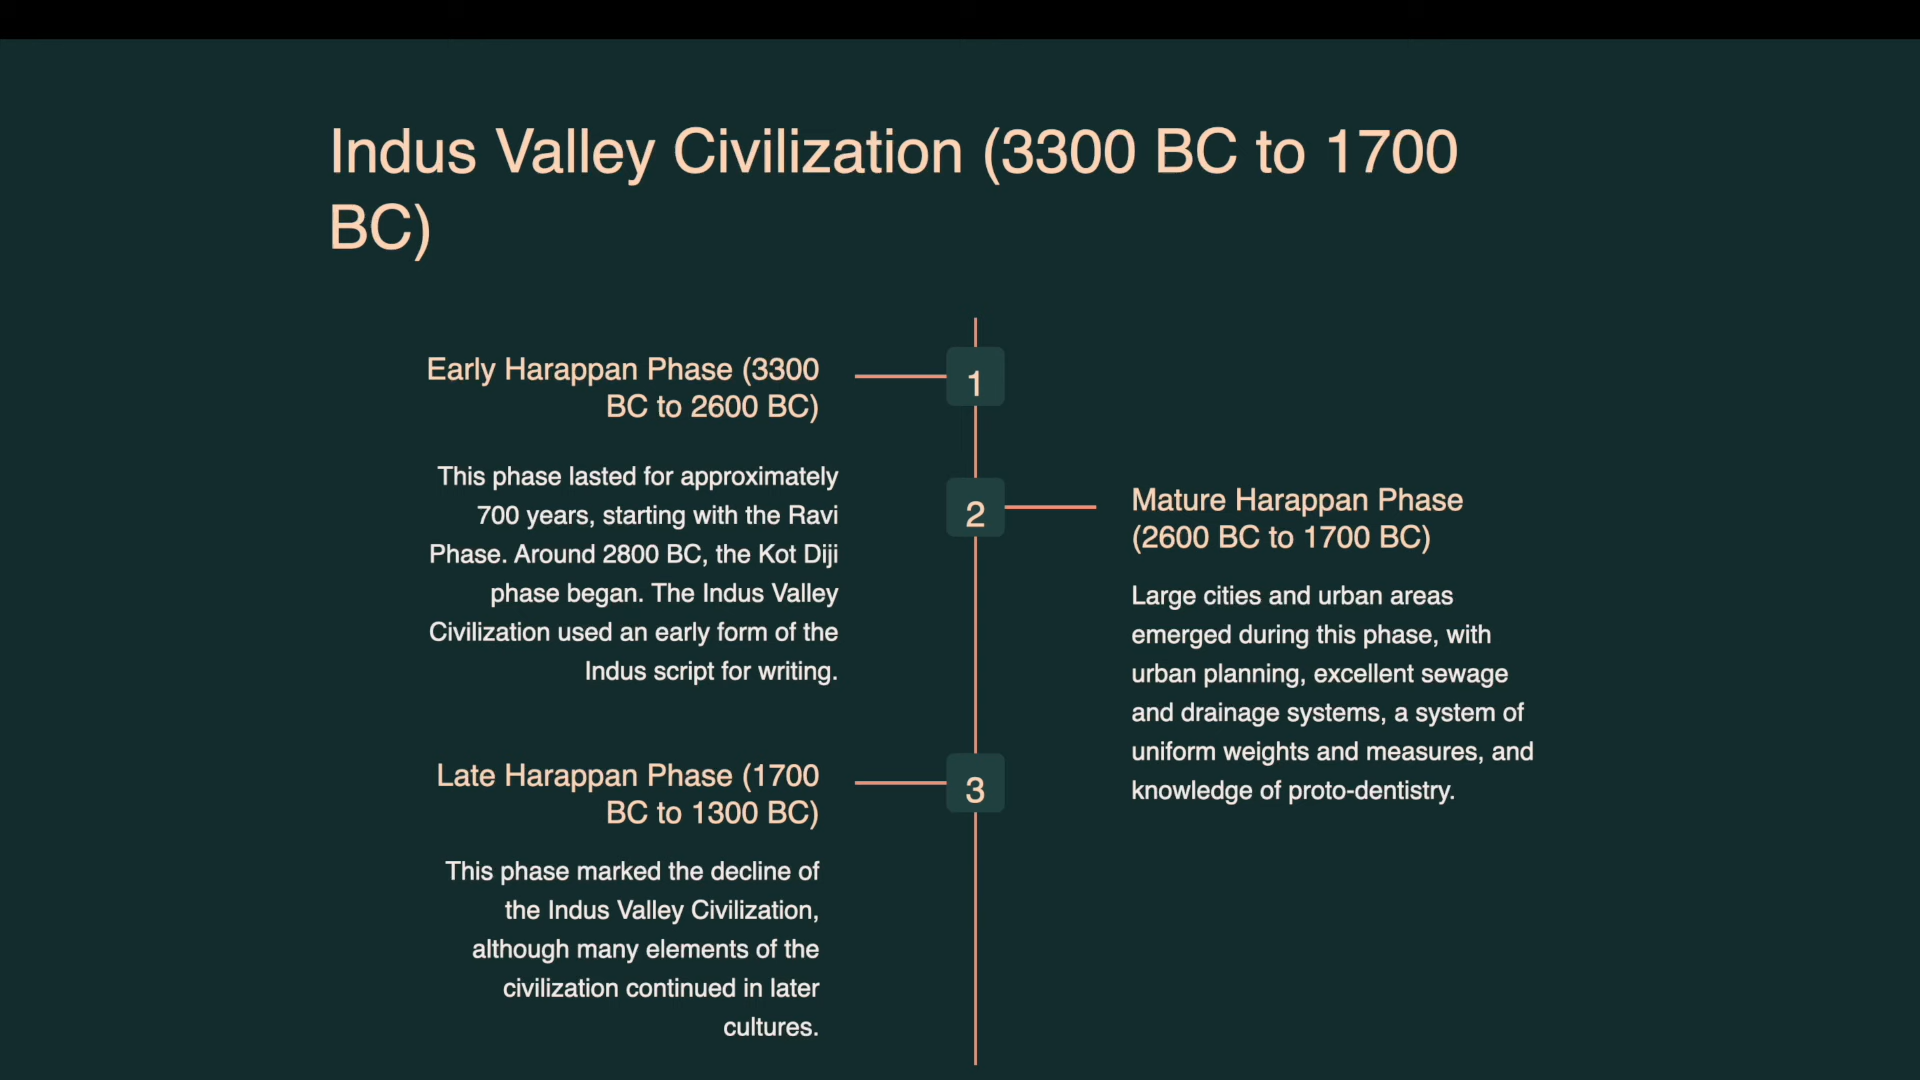 Indus Valley Civilization (3300 BC to 1700
BC)
1
Early Harappan Phase (3300
BC to 2600 BC)
This phase lasted for approximately
700 years, starting with the Ravi
Phase. Around 2800 BC, the Kot Diji
phase began. The Indus Valley
Civilization used an early form of the
Indus script for writing.
2
Mature Harappan Phase
(2600 BC to 1700 BC)
Large cities and urban areas
emerged during this phase, with
urban planning, excellent sewage
and drainage systems, a system of
uniform weights and measures, and
knowledge of proto-dentistry.
3
Late Harappan Phase (1700
BC to 1300 BC)
This phase marked the decline of
the Indus Valley Civilization,
although many elements of the
civilization continued in later
cultures.